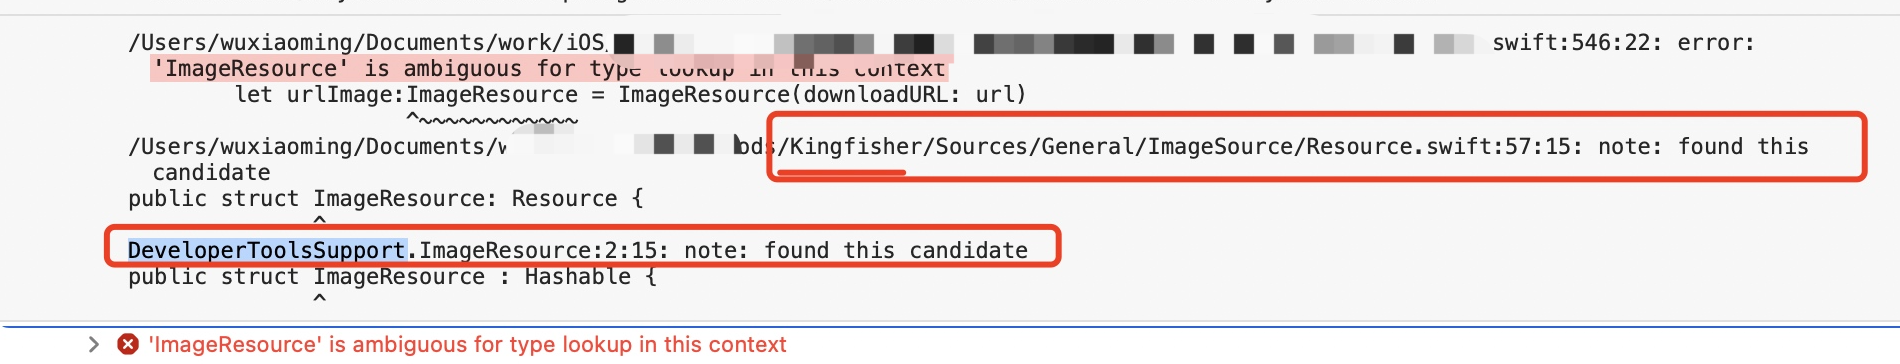 /Users/wuxiaoming/Documents/work/iOS swift:546:22: error:
'ImageResource' is ambiguous for type lookup in this context
let urlImage:ImageResource = ImageResource(downloadURL: url)
^~~~~~~~~~~~~
/Users/wuxiaoming/Documents/w ods/Kingfisher/Sources/General/ImageSource/Resource.swift:57:15: note: found this
candidate
public struct ImageResource: Resource {
^
DeveloperToolsSupport.ImageResource:2:15: note: found this candidate
public struct ImageResource : Hashable {
^
'ImageResource' is ambiguous for type lookup in this context